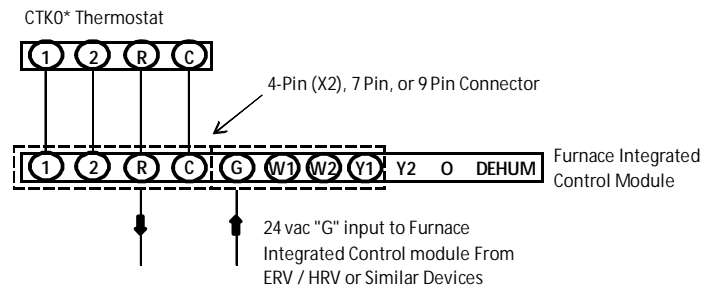 CTK0* Thermostat
1 2 R C
4-Pin (X2), 7 Pin, or 9 Pin Connector
1 2 R C G W1 W2 Y1 Y2 O DEHUM
Furnace Integrated
Control Module
24 vac "G" input to Furnace
Integrated Control module From
ERV / HRV or Similar Devices